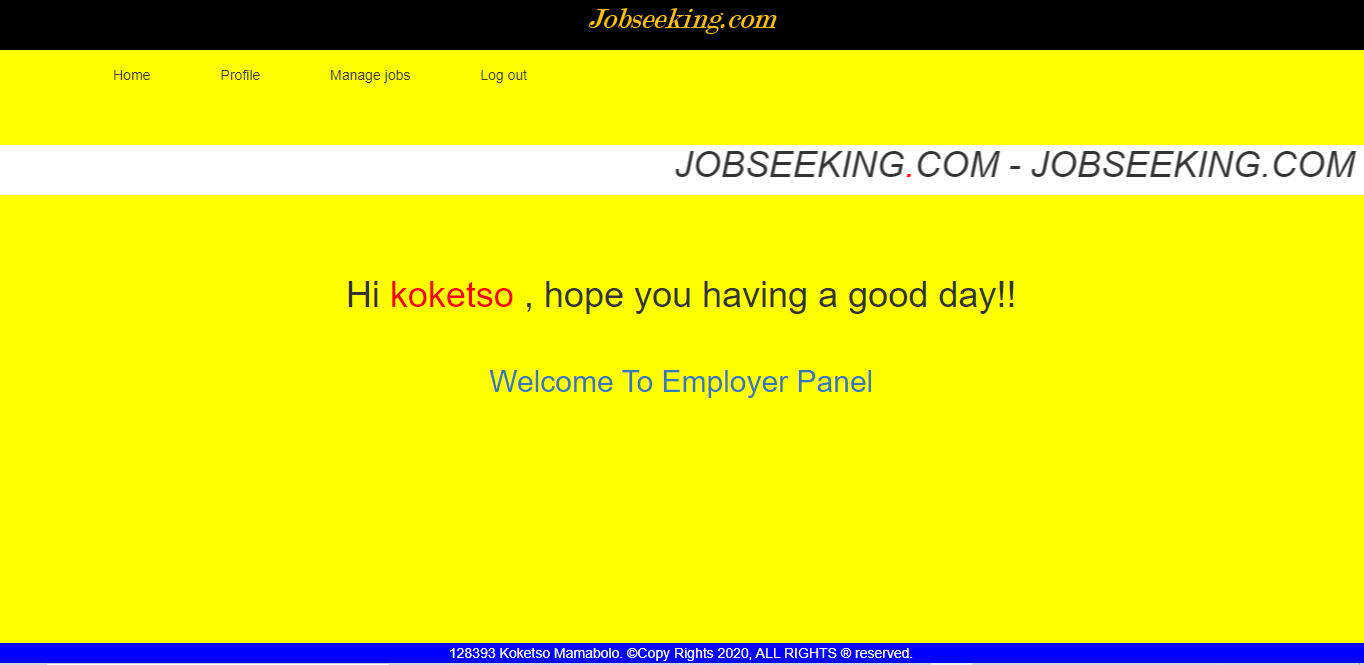 Jobseeking.com
Home Profile Manage jobs Log out
JOBSEEKING.COM - JOBSEEKING.COM
Hi koketso , hope you having a good day!!
Welcome To Employer Panel
128393 Koketso Mamabolo. ©Copy Rights 2020, ALL RIGHTS ® reserved.